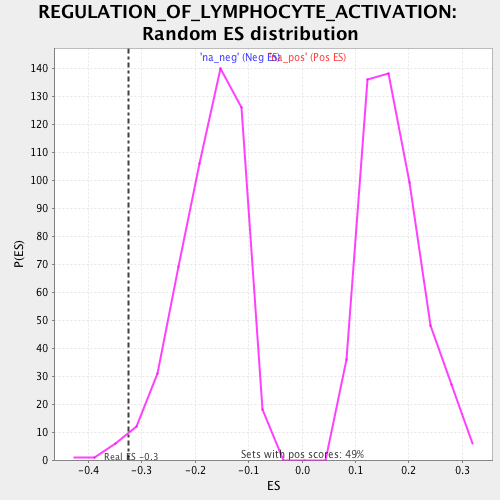 REGULATION_OF_LYMPHOCYTE_ACTIVATION:
Random ES distribution
'na_neg' (Neg ES) 'na_pos' (Pos ES)
140
130
120
110
100
90
80
70
60
50
40
30
20
10
0
P(ES)
Real ES -0.3
Sets with pos scores: 49%
-0.4 -0.3 -0.2 -0.1 0.0 0.1 0.2 0.3
ES